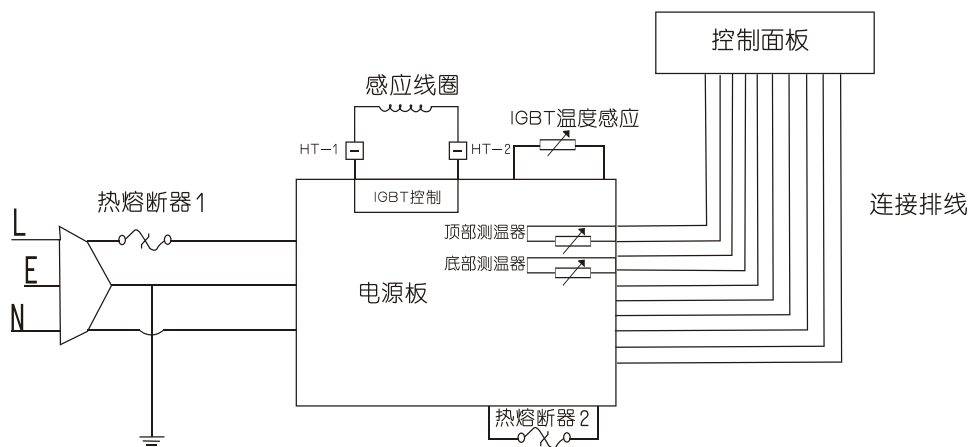 控制面板
感应线圈
IGBT温度感应
HT-1
HT-2
热熔断器1
IGBT控制
连接排线
L
顶部测温器
E
底部测温器
电源板
N
热熔断器2